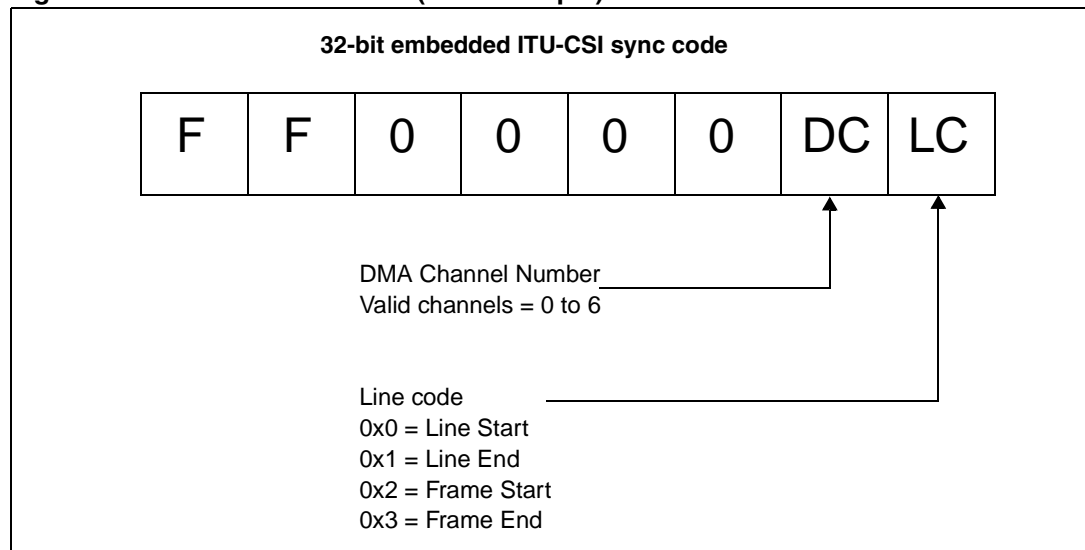 32-bit embedded ITU-CSI sync code
F F 0 0 0 0 DC LC
DMA Channel Number
Valid channels = 0 to 6
Line code
0x0 = Line Start
0x1 = Line End
0x2 = Frame Start
0x3 = Frame End